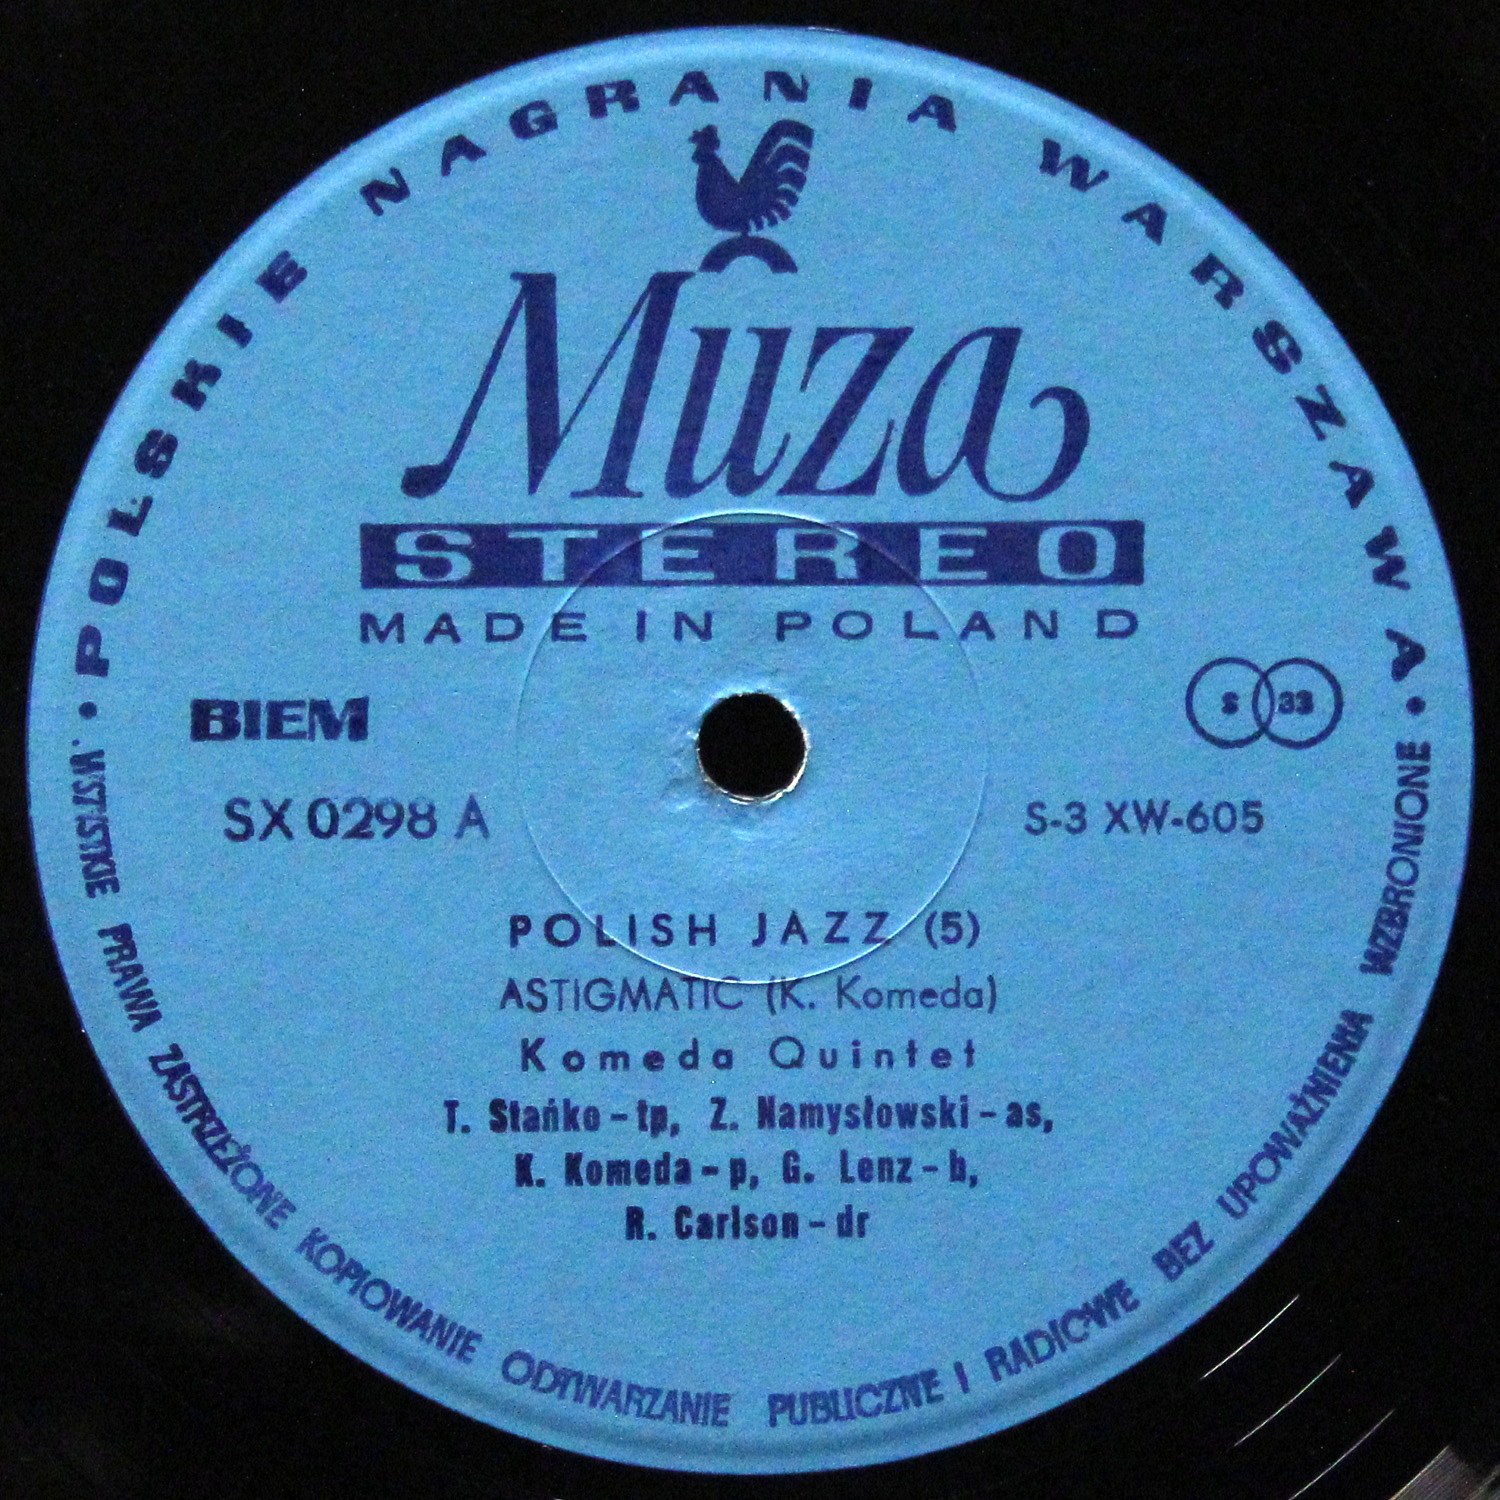 • POLSKIE NAGRANIA WARSZAWA •
Muza
STEREO
MADE IN POLAND
BIEM
S 33
SX 0298 A
S-3 XW-605
POLISH JAZZ (5)
ASTIGMATIC (K. Komeda)
Komeda Quintet
T. Stańko – tp, Z. Namysłowski – as,
K. Komeda – p, G. Lenz – b,
R. Carlson – dr
WSZYSTKIE PRAWA ZASTRZEŻONE KOPIOWANIE ODTWARZANIE PUBLICZNE I RADIOWE BEZ UPOWAŻNIENIA WZBRONIONE